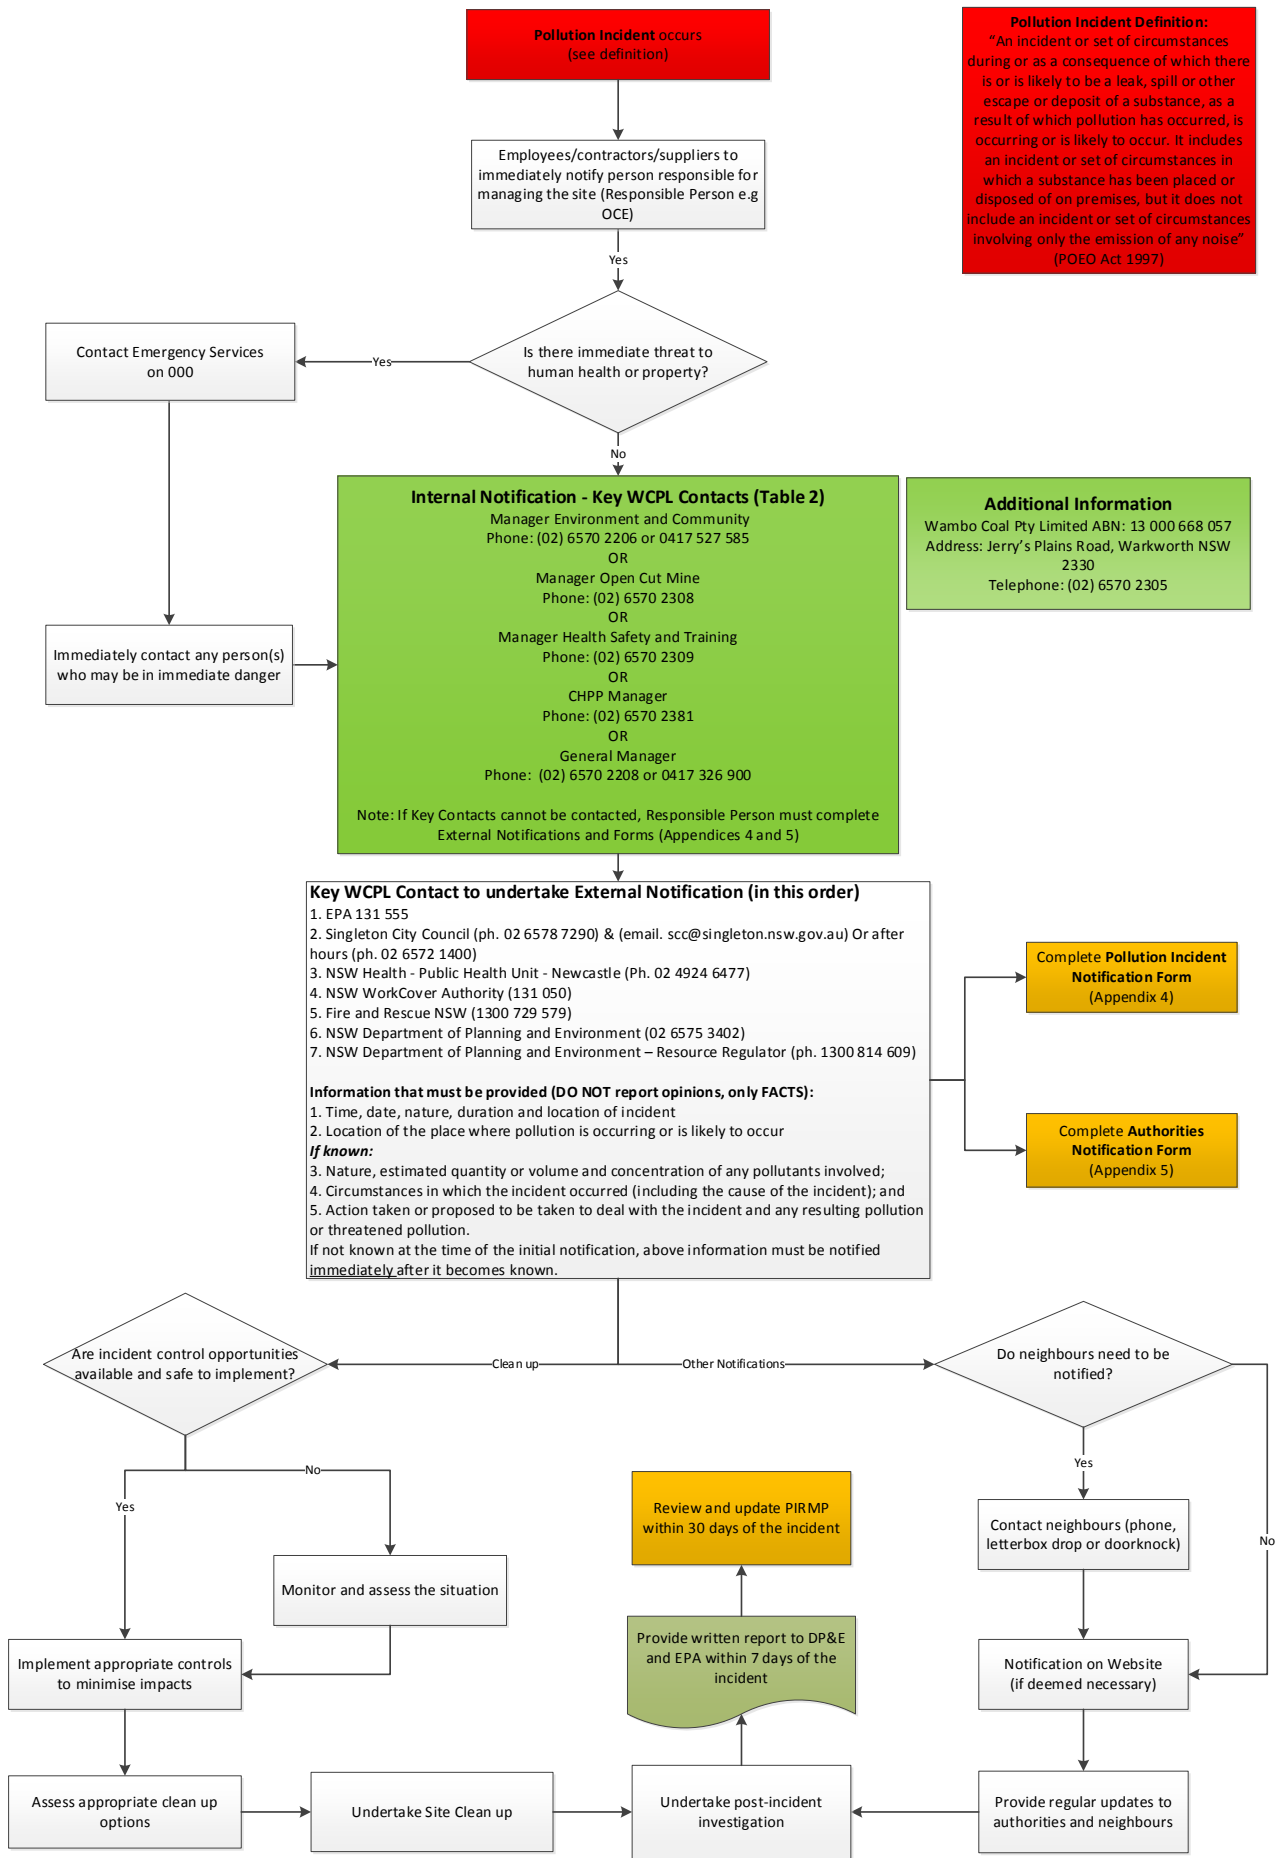 Pollution Incident occurs
(see definition)
Pollution Incident Definition:
“An incident or set of circumstances
during or as a consequence of which there
is or is likely to be a leak, spill or other
escape or deposit of a substance, as a
result of which pollution has occurred, is
occurring or is likely to occur. It includes
an incident or set of circumstances in
which a substance has been placed or
disposed of on premises, but it does not
include an incident or set of circumstances
involving only the emission of any noise”
(POEO Act 1997)
Employees/contractors/suppliers to
immediately notify person responsible for
managing the site (Responsible Person e.g
OCE)
Yes
Is there immediate threat to
human health or property?
Yes
Contact Emergency Services
on 000
No
Immediately contact any person(s)
who may be in immediate danger
Internal Notification - Key WCPL Contacts (Table 2)
Manager Environment and Community
Phone: (02) 6570 2206 or 0417 527 585
OR
Manager Open Cut Mine
Phone: (02) 6570 2308
OR
Manager Health Safety and Training
Phone: (02) 6570 2309
OR
CHPP Manager
Phone: (02) 6570 2381
OR
General Manager
Phone:  (02) 6570 2208 or 0417 326 900
Note: If Key Contacts cannot be contacted, Responsible Person must complete
External Notifications and Forms (Appendices 4 and 5)
Additional Information
Wambo Coal Pty Limited ABN: 13 000 668 057
Address: Jerry’s Plains Road, Warkworth NSW
2330
Telephone: (02) 6570 2305
Key WCPL Contact to undertake External Notification (in this order)
1. EPA 131 555
2. Singleton City Council (ph. 02 6578 7290) & (email. scc@singleton.nsw.gov.au) Or after
hours (ph. 02 6572 1400)
3. NSW Health - Public Health Unit - Newcastle (Ph. 02 4924 6477)
4. NSW WorkCover Authority (131 050)
5. Fire and Rescue NSW (1300 729 579)
6. NSW Department of Planning and Environment (02 6575 3402)
7. NSW Department of Planning and Environment – Resource Regulator (ph. 1300 814 609)
Information that must be provided (DO NOT report opinions, only FACTS):
1. Time, date, nature, duration and location of incident
2. Location of the place where pollution is occurring or is likely to occur
If known:
3. Nature, estimated quantity or volume and concentration of any pollutants involved;
4. Circumstances in which the incident occurred (including the cause of the incident); and
5. Action taken or proposed to be taken to deal with the incident and any resulting pollution
or threatened pollution.
If not known at the time of the initial notification, above information must be notified
immediately after it becomes known.
Complete Pollution Incident
Notification Form
(Appendix 4)
Complete Authorities
Notification Form
(Appendix 5)
Are incident control opportunities
available and safe to implement?
Clean up
Other Notifications
Do neighbours need to be
notified?
Yes
No
Yes
No
Monitor and assess the situation
Implement appropriate controls
to minimise impacts
Assess appropriate clean up
options
Undertake Site Clean up
Review and update PIRMP
within 30 days of the incident
Provide written report to DP&E
and EPA within 7 days of the
incident
Undertake post-incident
investigation
Contact neighbours (phone,
letterbox drop or doorknock)
Notification on Website
(if deemed necessary)
Provide regular updates to
authorities and neighbours